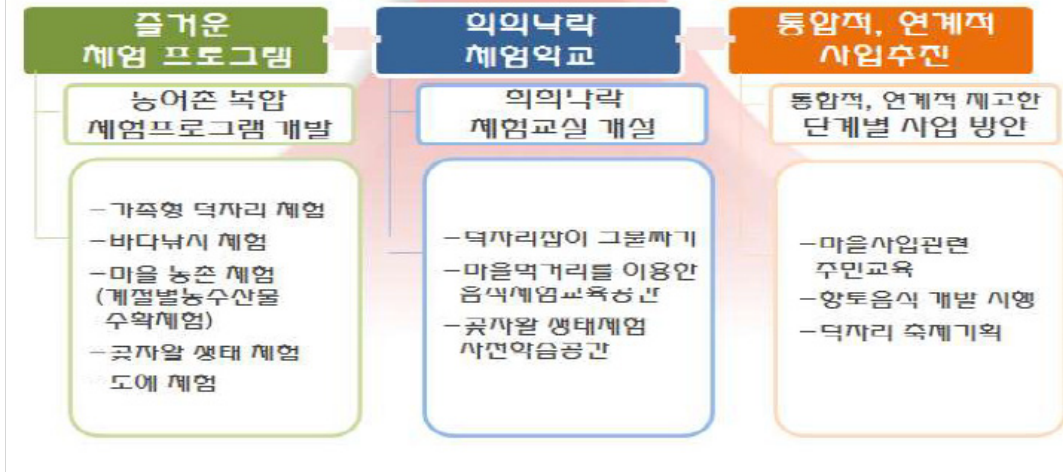 즐거운
체험 프로그램
농어촌 복합
체험프로그램 개발
-가족형 덕자리 체험
-바다낚시 체험
-마을 농촌 체험
(계절별농수산물
수확체험)
-곶자왈 생태 체험
-도예 체험
희희낙락
체험학교
희희낙락
체험교실 개설
-덕자리잡이 그물짜기
-마을먹거리를 이용한
음식체험교육공간
-곶자왈 생태체험
사전학습공간
통합적, 연계적
사업추진
통합적, 연계적 제고한
단계별 사업 방안
-마을사업관련
주민교육
-향토음식 개발 시행
-덕자리 축제기획